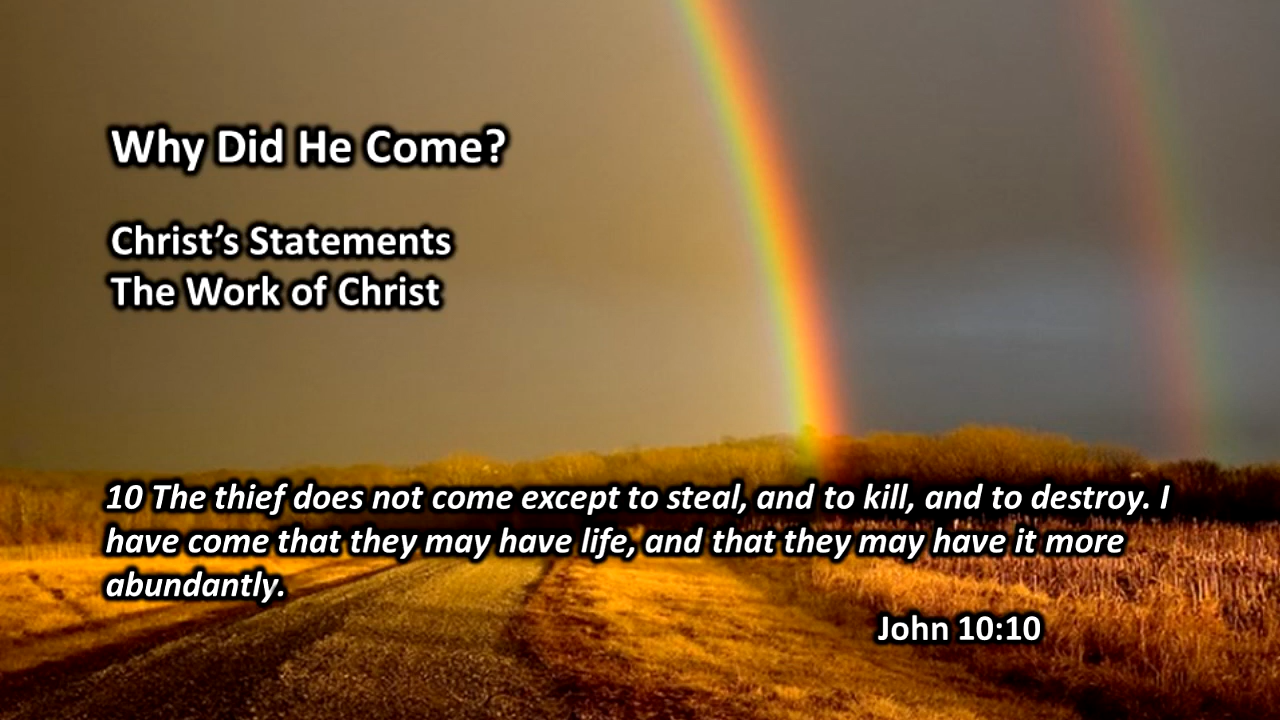 Why Did He Come?
Christ’s Statements
The Work of Christ
10 The thief does not come except to steal, and to kill, and to destroy. I
have come that they may have life, and that they may have it more
abundantly.
John 10:10